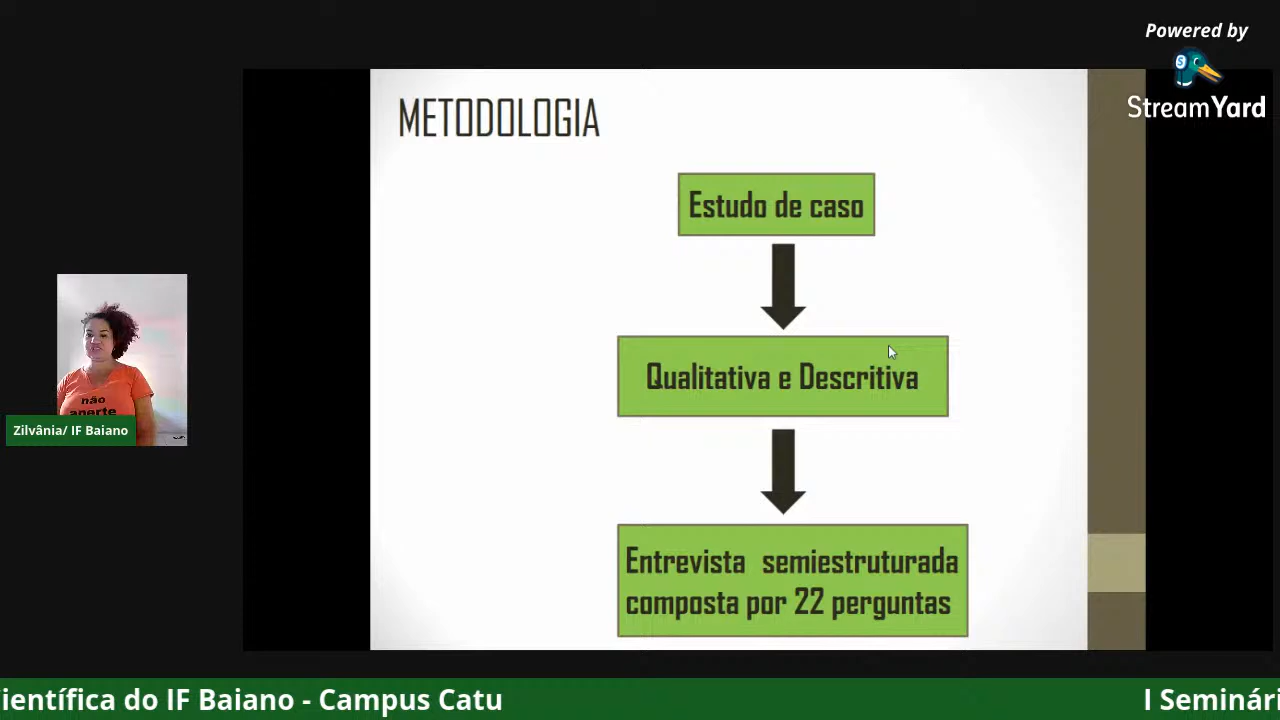 Powered by
StreamYard
METODOLOGIA
Estudo de caso
Qualitativa e Descritiva
Entrevista semiestruturada
composta por 22 perguntas
não
aperte
Zilvânia/ IF Baiano
ientífica do IF Baiano - Campus Catu
I Seminári